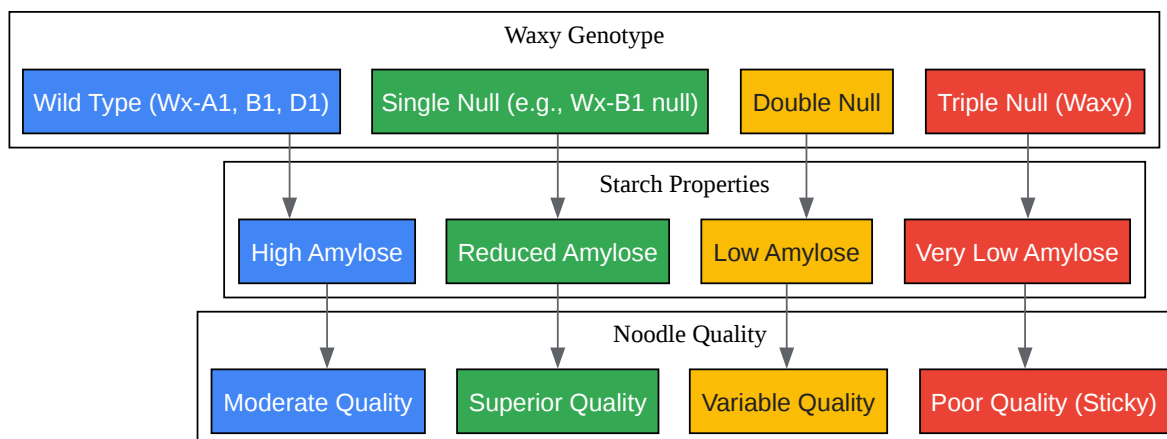 Waxy Genotype
Wild Type (Wx-A1, B1, D1)
Single Null (e.g., Wx-B1 null)
Double Null
Triple Null (Waxy)
Starch Properties
High Amylose
Reduced Amylose
Low Amylose
Very Low Amylose
Noodle Quality
Moderate Quality
Superior Quality
Variable Quality
Poor Quality (Sticky)